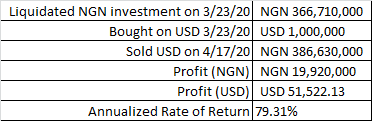 Liquidated NGN investment on 3/23/20 NGN 366,710,000
Bought on USD 3/23/20 USD 1,000,000
Sold USD on 4/17/20 NGN 386,630,000
Profit (NGN) NGN 19,920,000
Profit (USD) USD 51,522.13
Annualized Rate of Return 79.31%